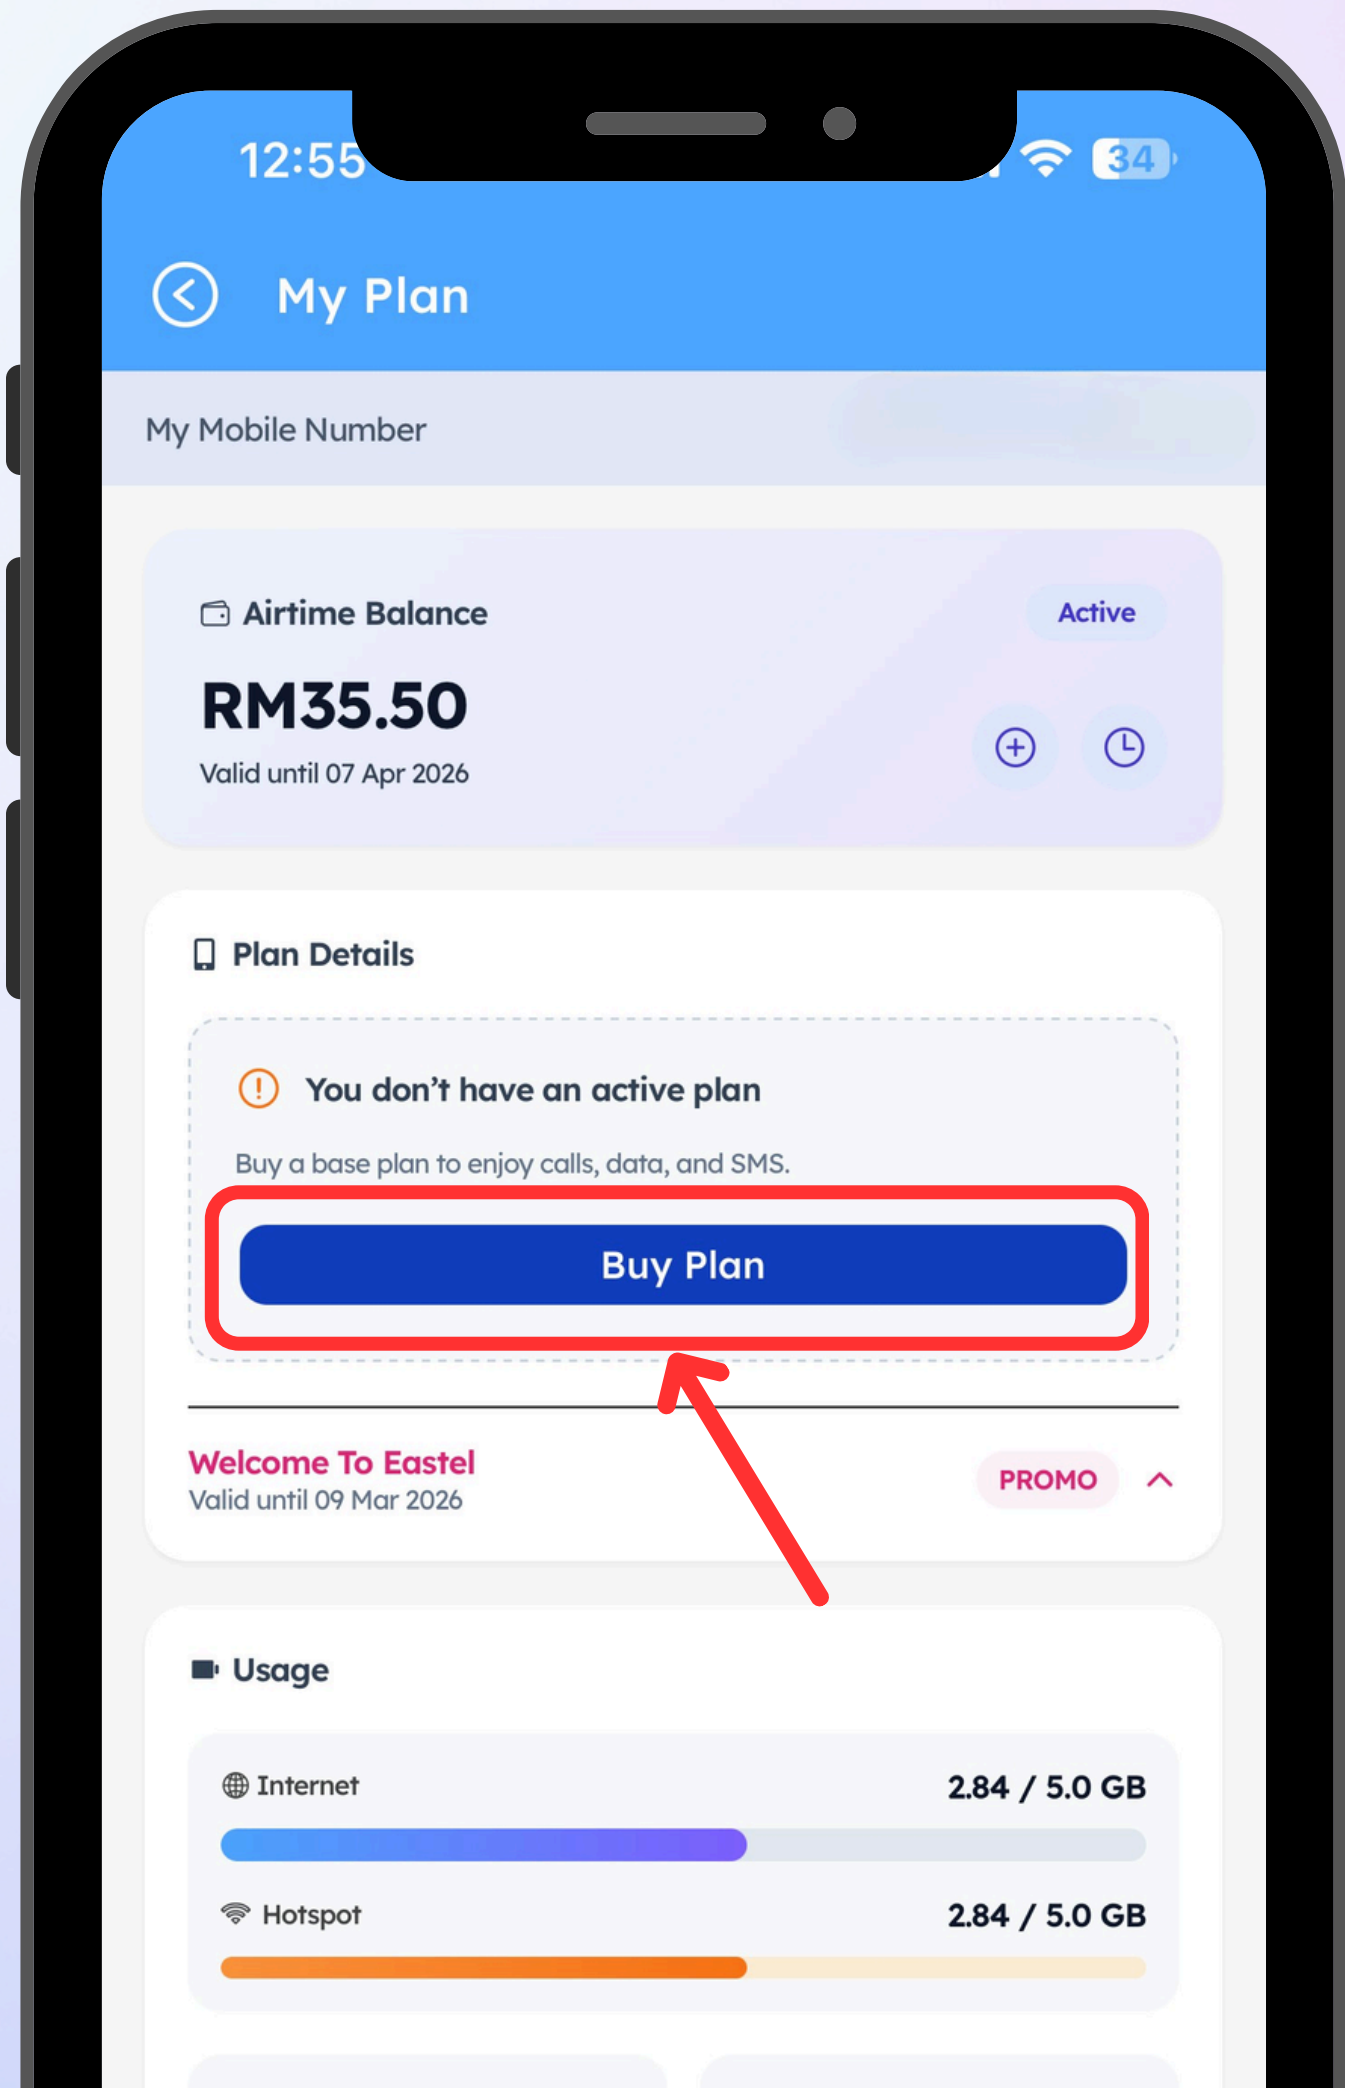 12:55
34
My Plan
My Mobile Number
Airtime Balance
Active
RM35.50
Valid until 07 Apr 2026
Plan Details
You don't have an active plan
Buy a base plan to enjoy calls, data, and SMS.
Buy Plan
Welcome To Eastel
PROMO
Valid until 09 Mar 2026
Usage
Internet
2.84 / 5.0 GB
Hotspot
2.84 / 5.0 GB